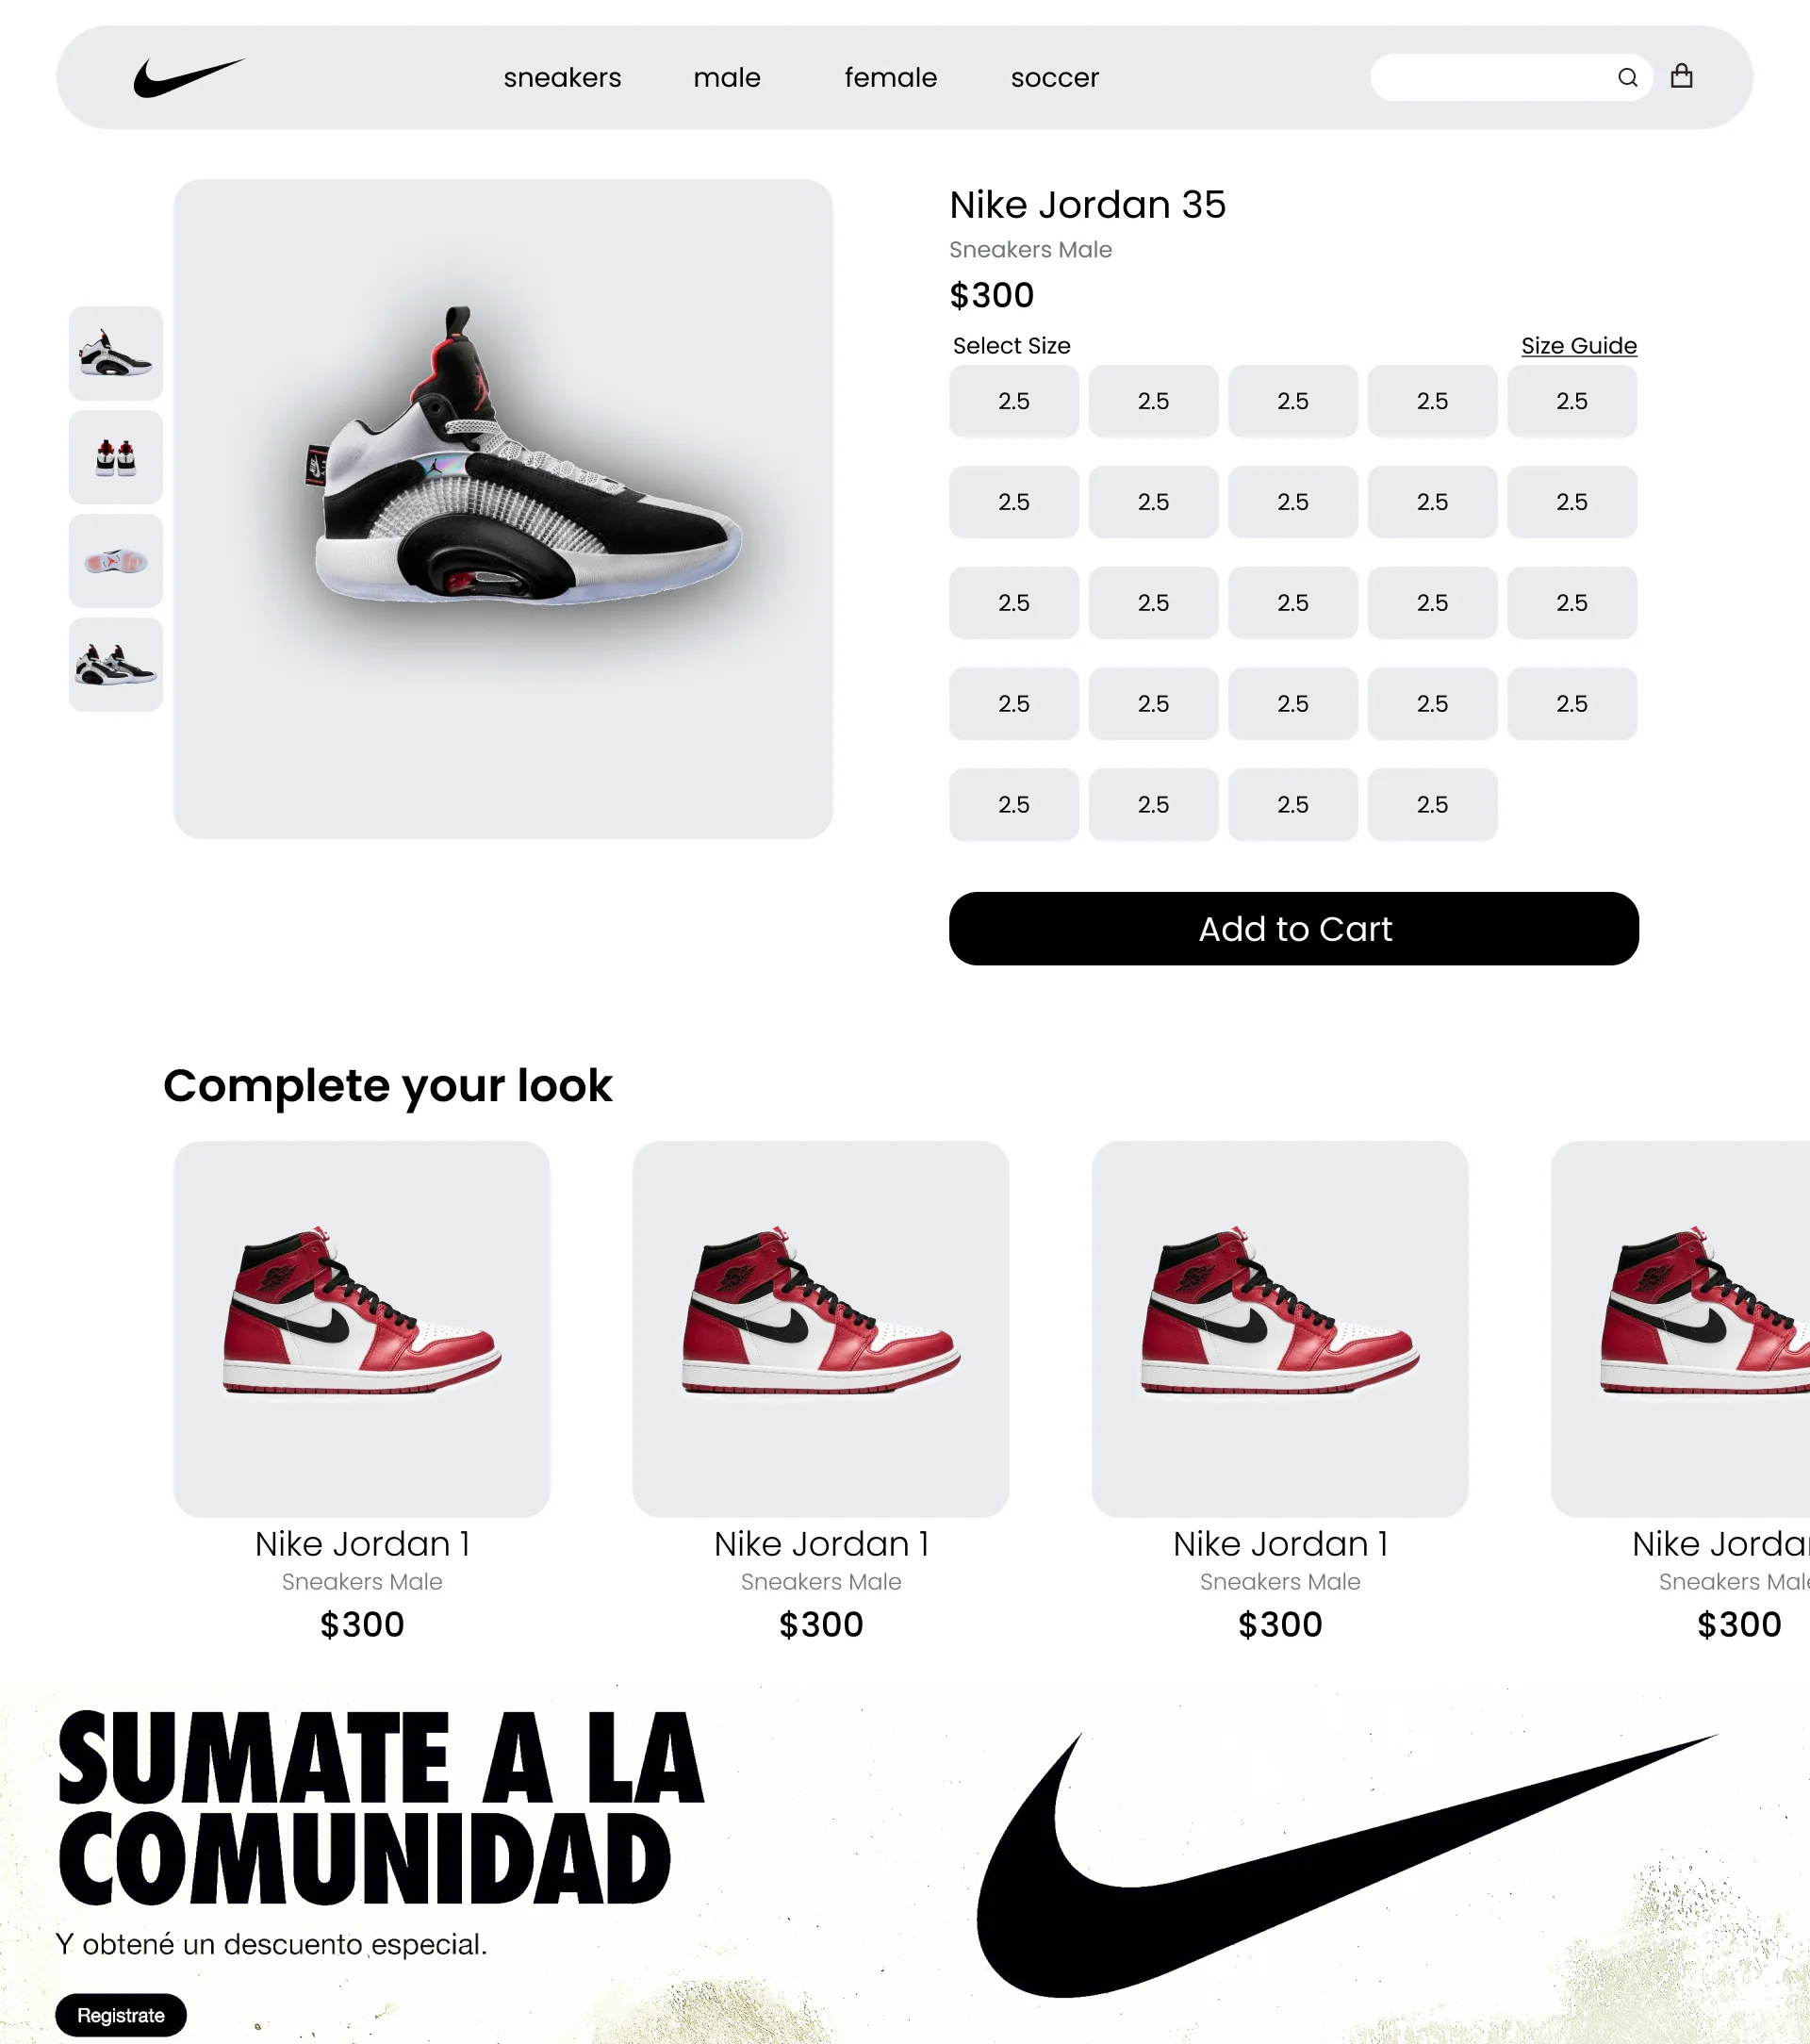 sneakers male female soccer
Nike Jordan 35
Sneakers Male
$300
Select Size Size Guide
2.5 2.5 2.5 2.5 2.5
2.5 2.5 2.5 2.5 2.5
2.5 2.5 2.5 2.5 2.5
2.5 2.5 2.5 2.5 2.5
2.5 2.5 2.5 2.5
Add to Cart
Complete your look
Nike Jordan 1 Nike Jordan 1 Nike Jordan 1 Nike Jordan
Sneakers Male Sneakers Male Sneakers Male Sneakers Male
$300 $300 $300 $300
SUMATE A LA
COMUNIDAD
Y obtené un descuento especial.
Registrate